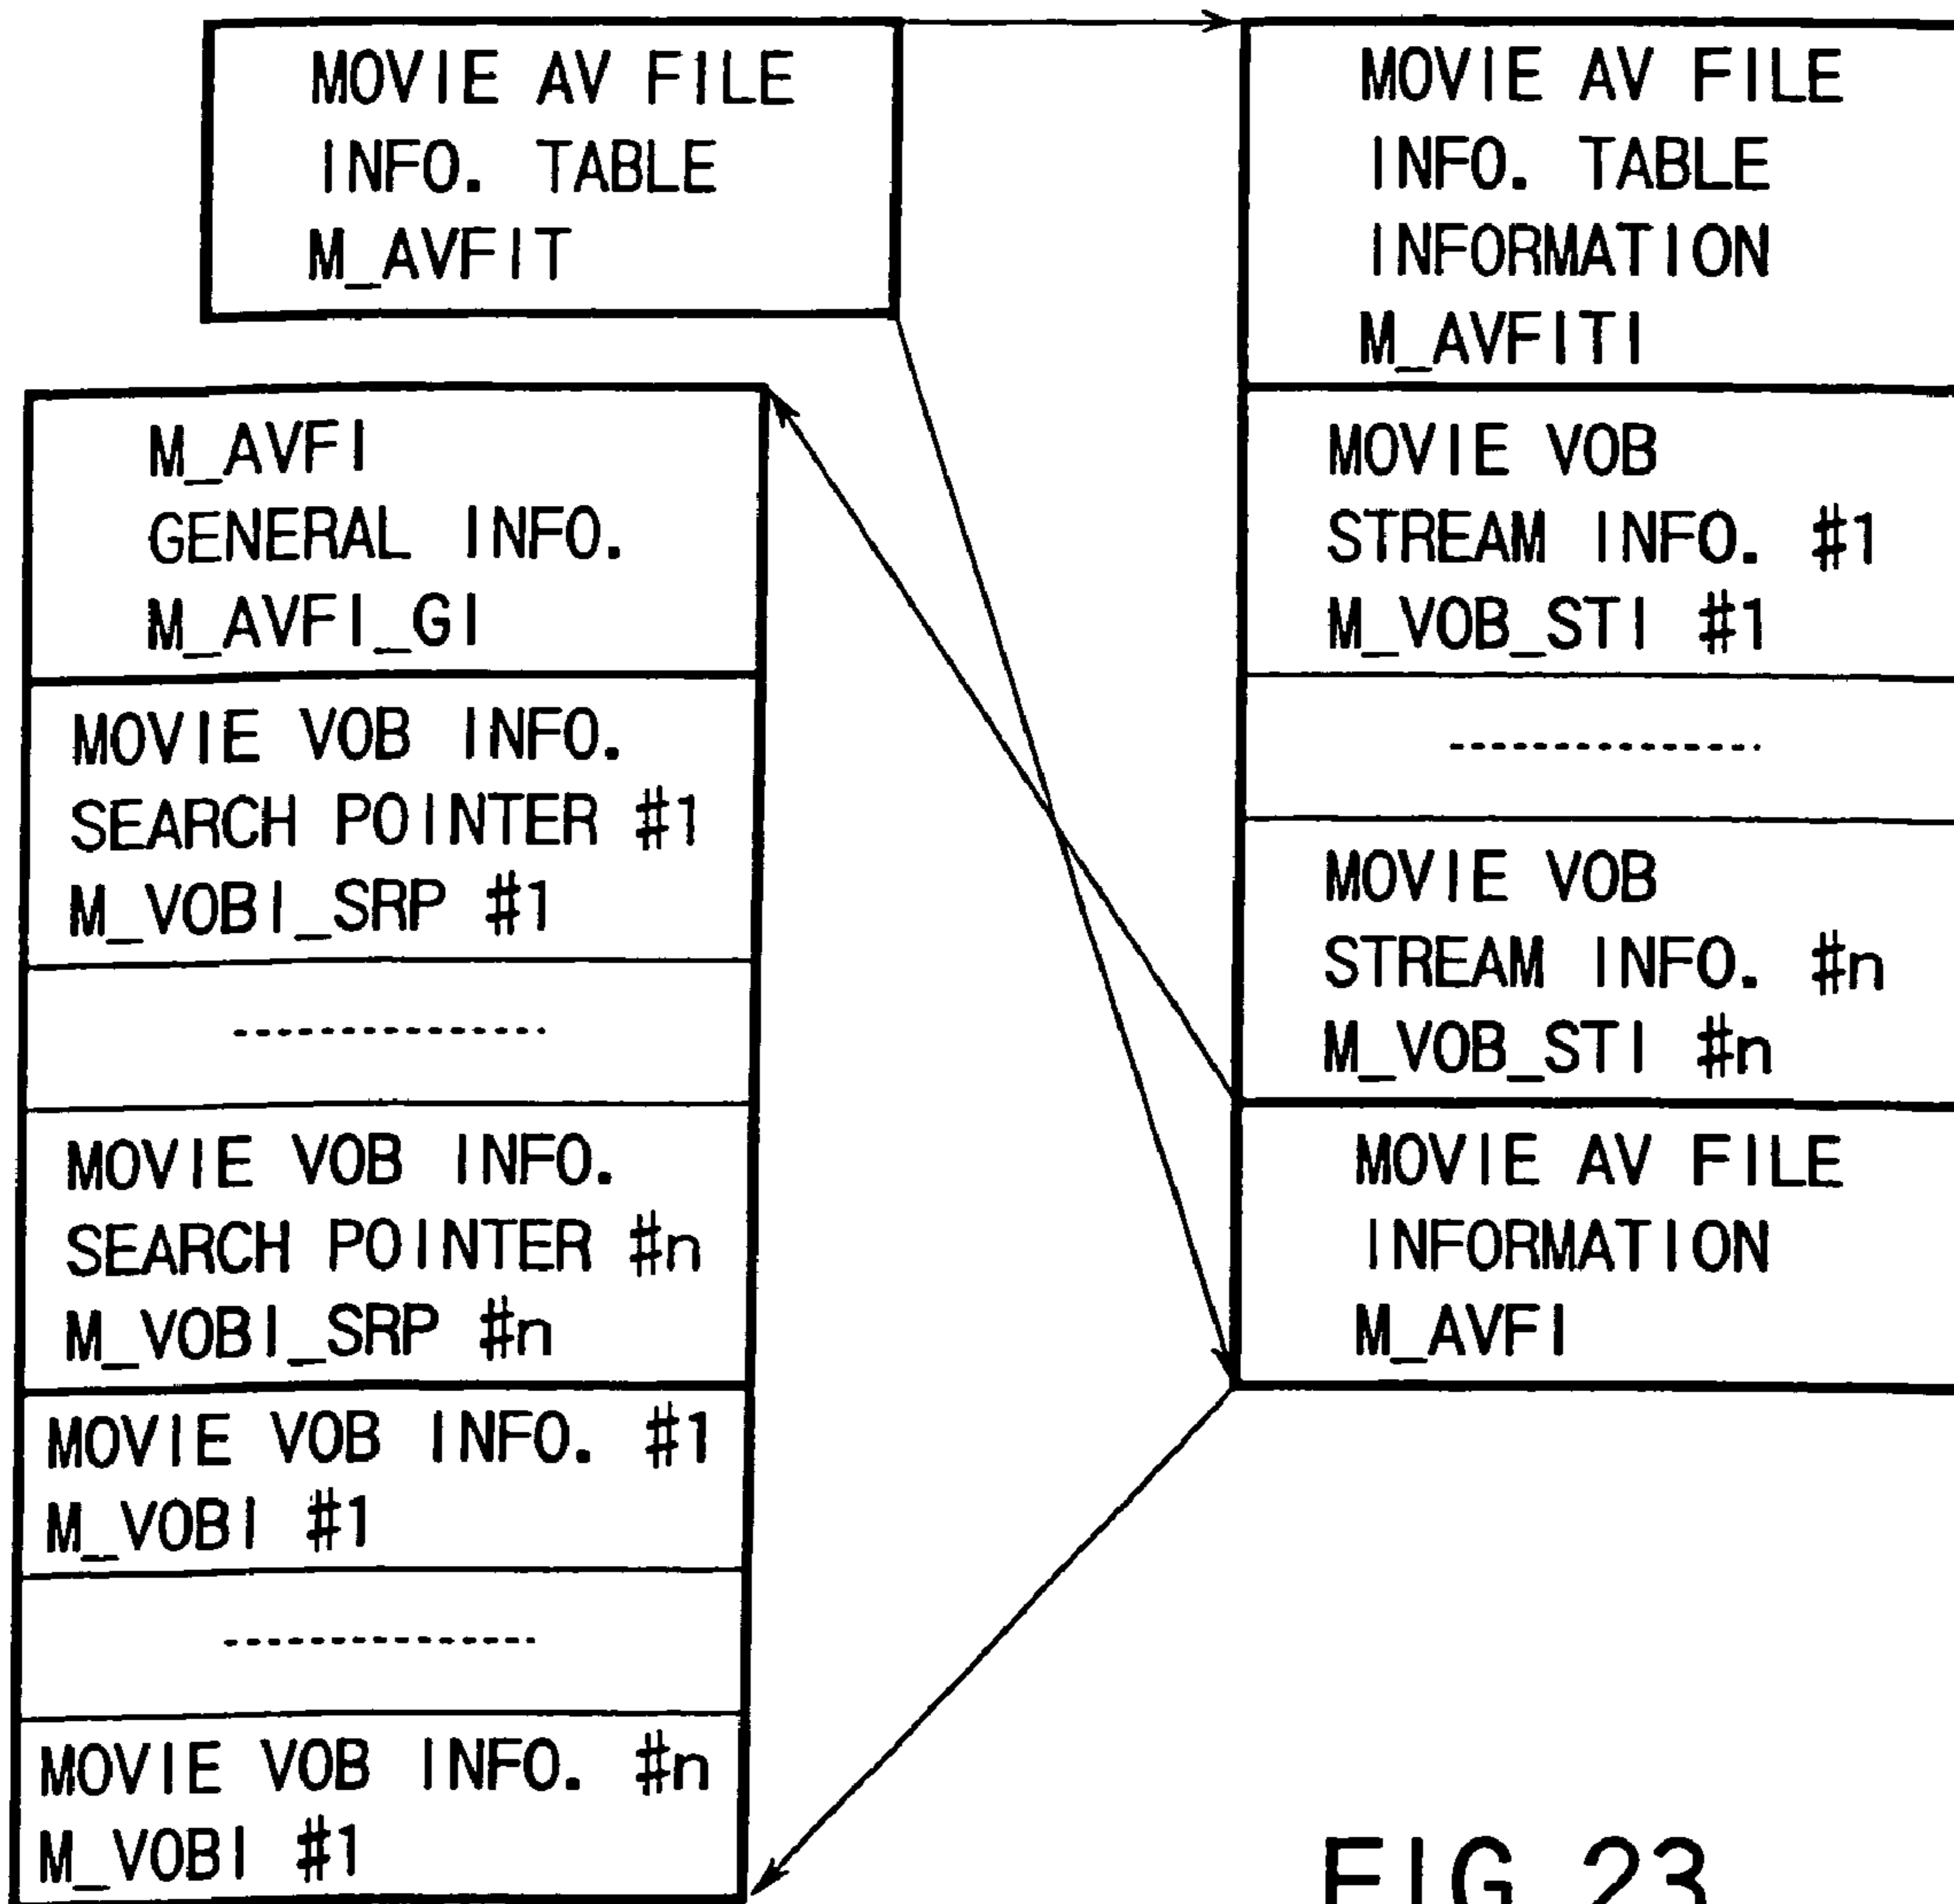 MOVIE AV FILE
INFO. TABLE
M_AVFIT
MOVIE AV FILE
INFO. TABLE
INFORMATION
M_AVFITI
MOVIE VOB
STREAM INFO. #1
M_VOB_STI #1
MOVIE VOB
STREAM INFO. #n
M_VOB_STI #n
MOVIE AV FILE
INFORMATION
M_AVFI
M_AVFI
GENERAL INFO.
M_AVFI_GI
MOVIE VOB INFO.
SEARCH POINTER #1
M_VOBI_SRP #1
MOVIE VOB INFO.
SEARCH POINTER #n
M_VOBI_SRP #n
MOVIE VOB INFO. #1
M_VOBI #1
MOVIE VOB INFO. #n
M_VOBI #1
FIG. 23